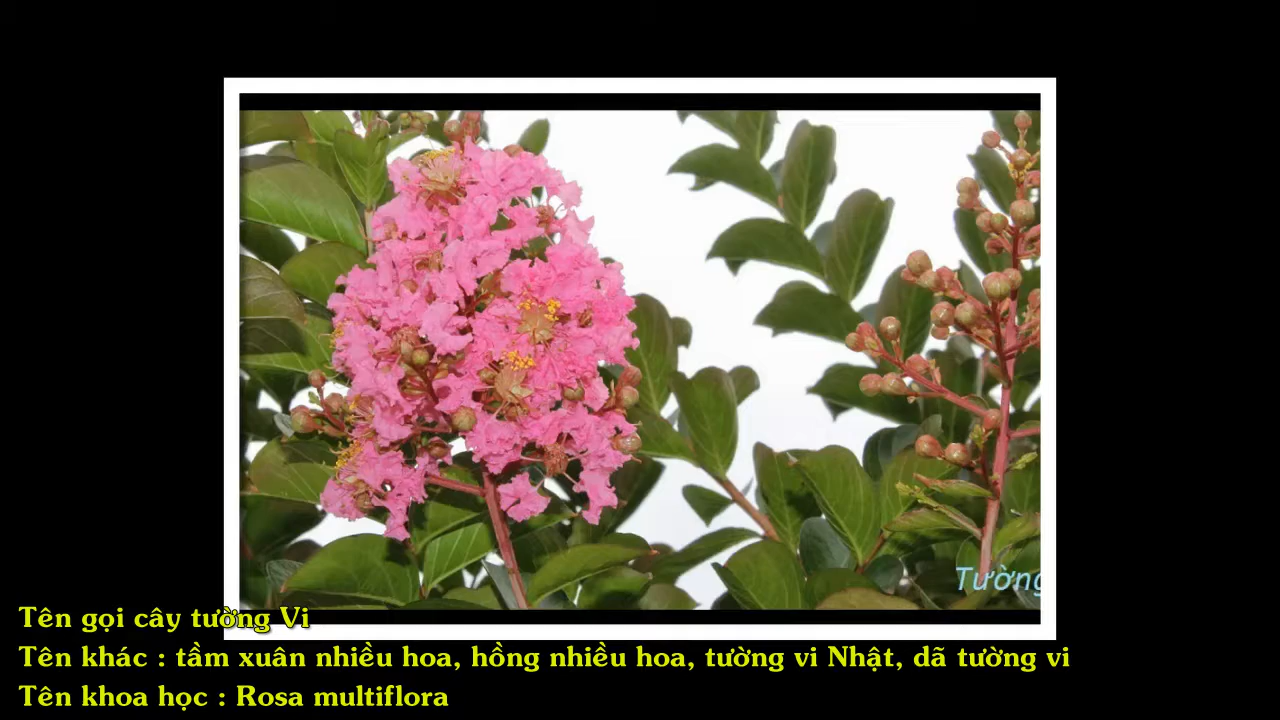 Tường
Tên gọi cây tường Vi
Tên khác : tầm xuân nhiều hoa, hồng nhiều hoa, tường vi Nhật, dã tường vi
Tên khoa học : Rosa multiflora